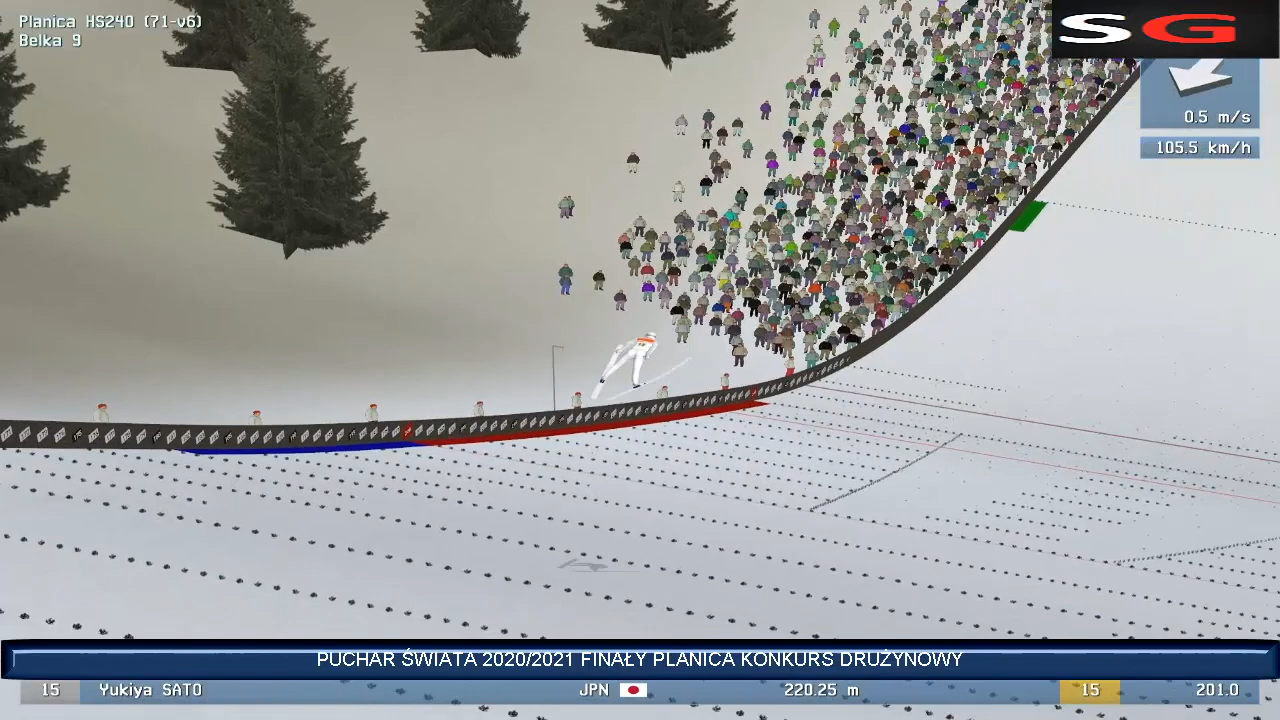 Planica HS240 (71-v6)
Belka 9
SG
0.5 m/s
105.5 km/h
PUCHAR ŚWIATA 2020/2021 FINAŁY PLANICA KONKURS DRUŻYNOWY
15 Yukiya SATO JPN 220.25 m 15 201.0